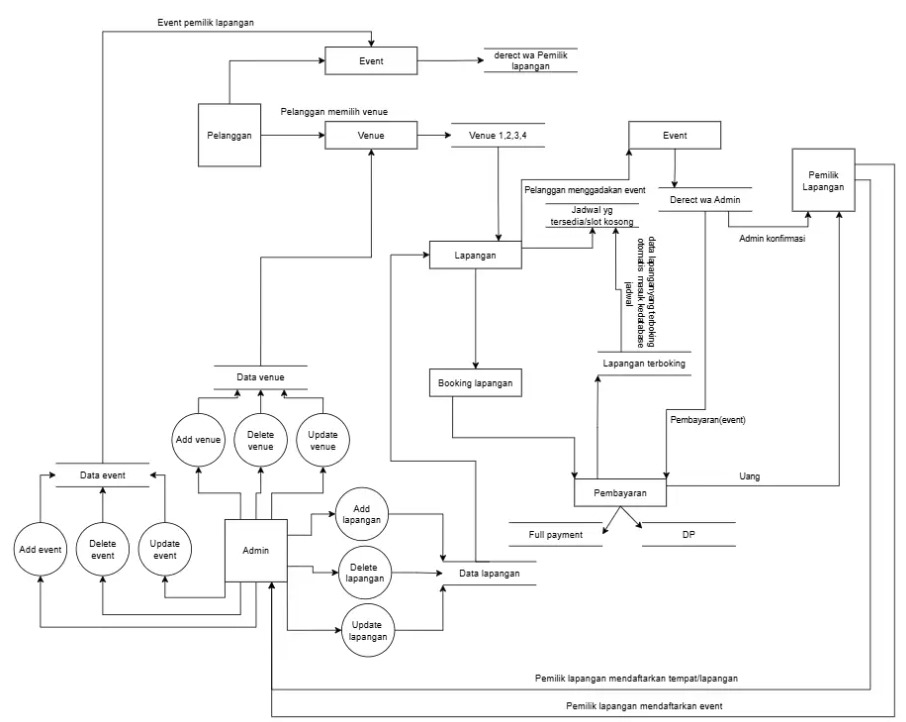 Event pemilik lapangan
Event
derect wa Pemilik
lapangan
Pelanggan
Pelanggan memilih venue
Venue
Venue 1,2,3,4
Event
Pemilik
Lapangan
Pelanggan menggadakan event
Derect wa Admin
Jadwal yg
tersedia/slot kosong
Admin konfirmasi
Lapangan
data lapanganyang terboking
otomatis masuk kedatabase
jadwal
Lapangan terboking
Data venue
Booking lapangan
Add venue
Delete
venue
Update
venue
Pembayaran(event)
Data event
Uang
Pembayaran
Add
lapangan
Full payment
DP
Add event
Delete
event
Update
event
Admin
Delete
lapangan
Data lapangan
Update
lapangan
Pemilik lapangan mendaftarkan tempat/lapangan
Pemilik lapangan mendaftarkan event